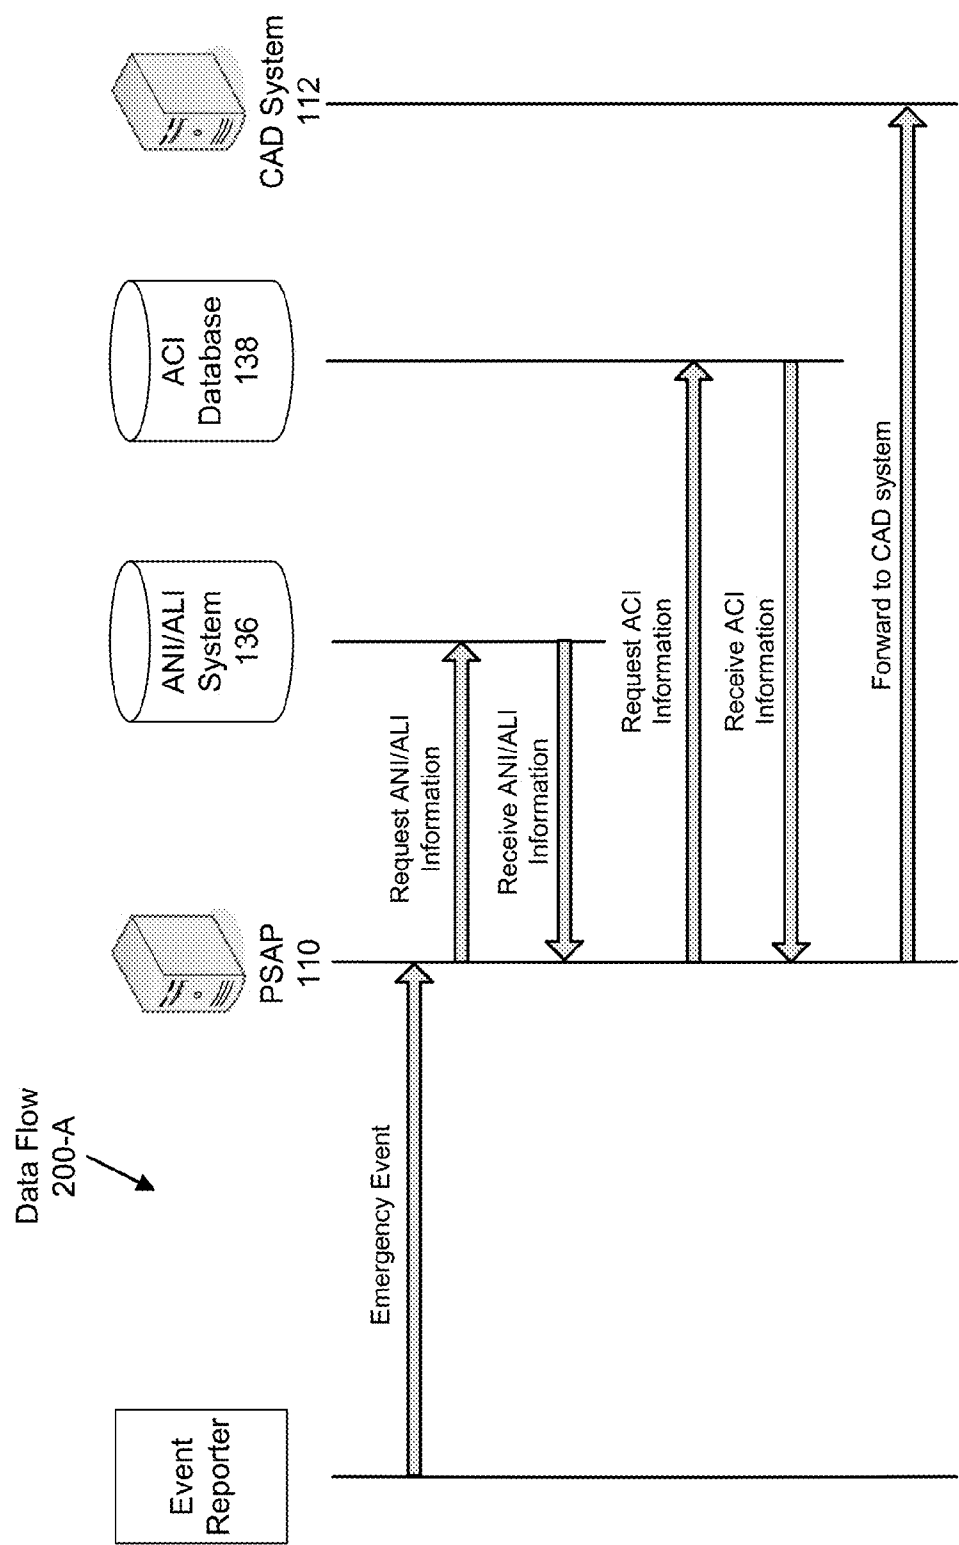 Data Flow
200-A
Event
Reporter
PSAP
110
ANI/ALI
System
136
ACI
Database
138
CAD System
112
Emergency Event
Request ANI/ALI
Information
Receive ANI/ALI
Information
Request ACI
Information
Receive ACI
Information
Forward to CAD system